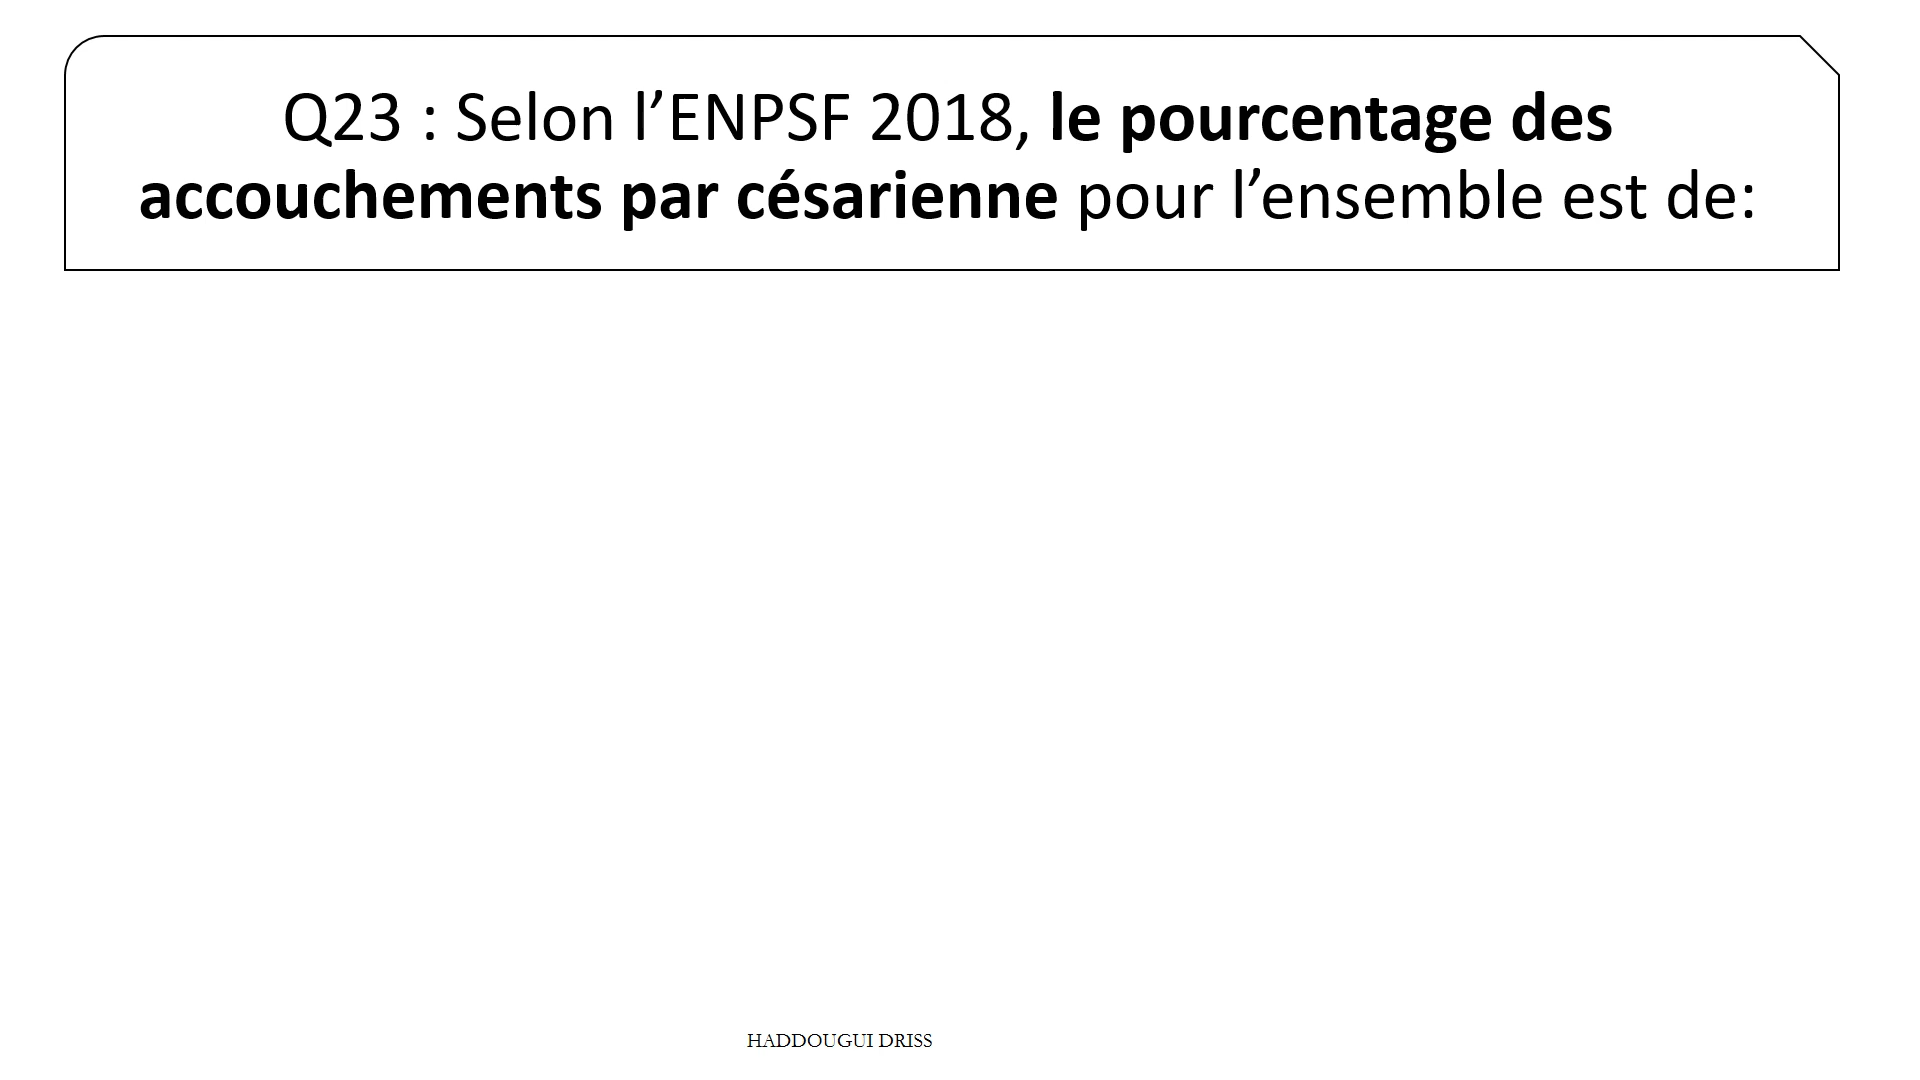 Q23 : Selon l’ENPSF 2018, le pourcentage des
accouchements par césarienne pour l’ensemble est de:
HADDOUGUI DRISS